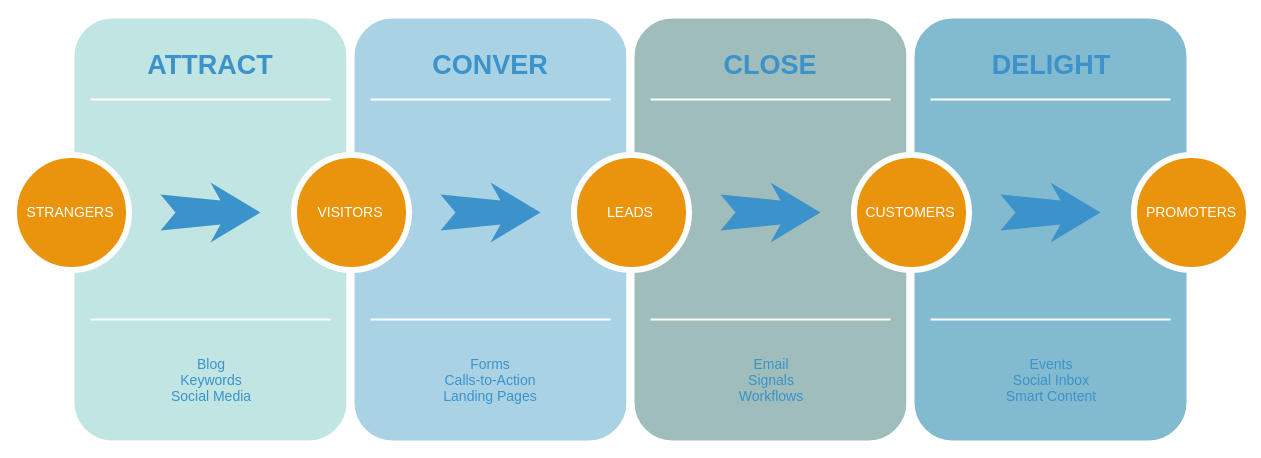 ATTRACT
CONVER
CLOSE
DELIGHT
STRANGERS
VISITORS
LEADS
CUSTOMERS
PROMOTERS
Blog
Keywords
Social Media
Forms
Calls-to-Action
Landing Pages
Email
Signals
Workflows
Events
Social Inbox
Smart Content